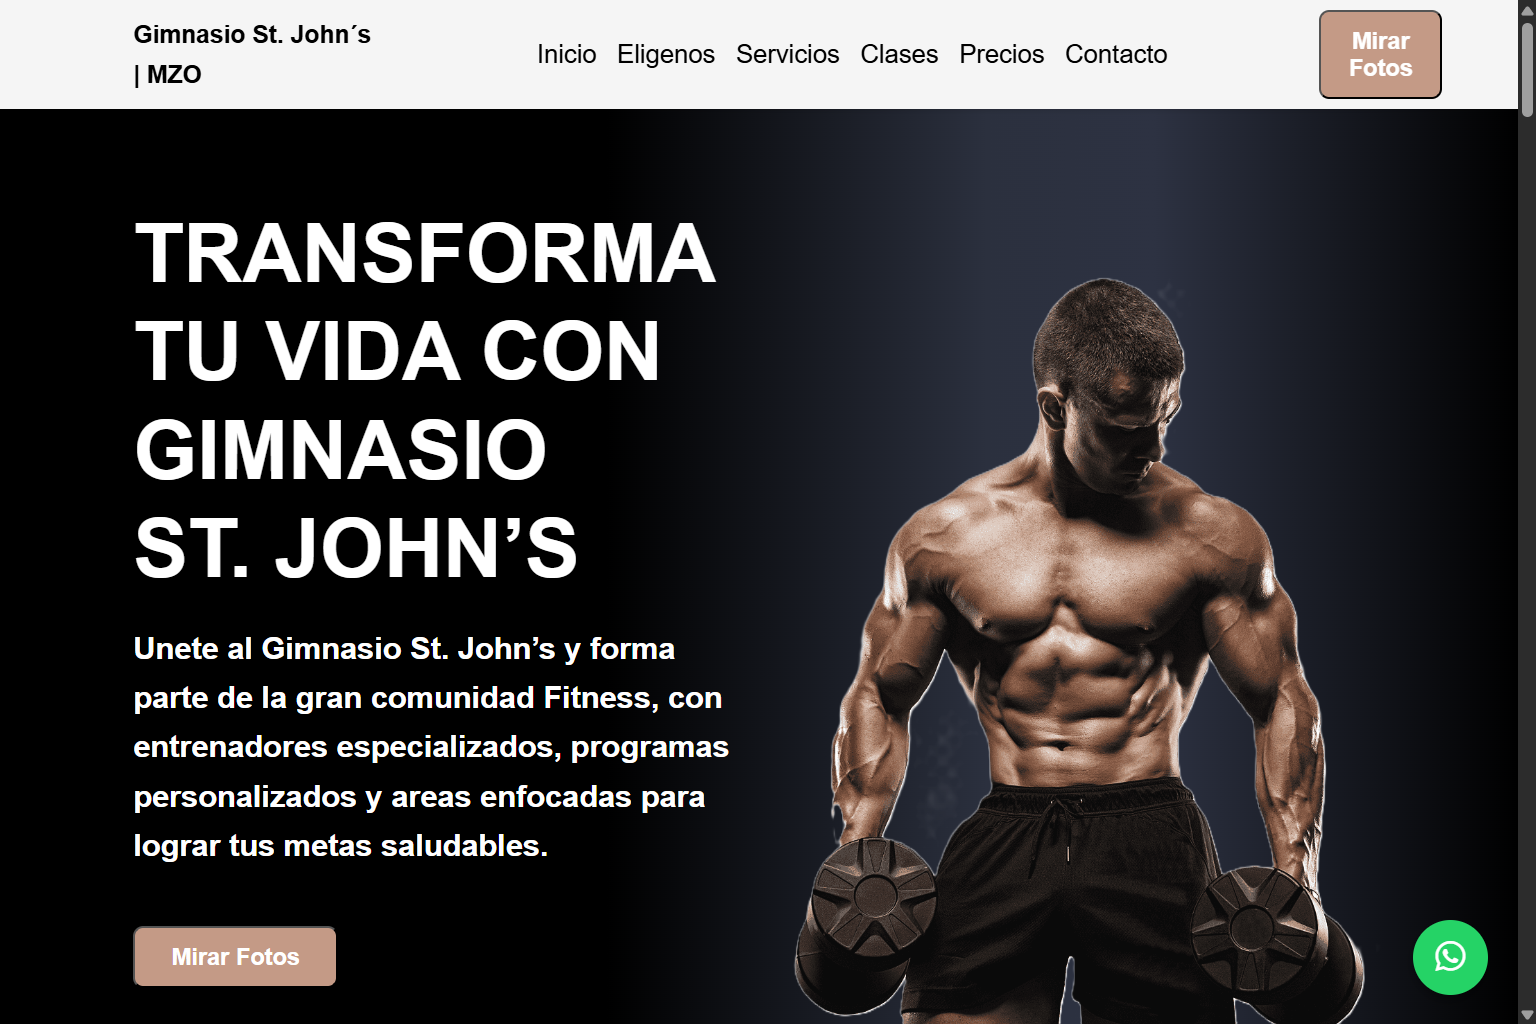 Gimnasio St. John´s
| MZO
Inicio Eligenos Servicios Clases Precios Contacto
Mirar
Fotos
TRANSFORMA
TU VIDA CON
GIMNASIO
ST. JOHN’S
Unete al Gimnasio St. John’s y forma
parte de la gran comunidad Fitness, con
entrenadores especializados, programas
personalizados y areas enfocadas para
lograr tus metas saludables.
Mirar Fotos